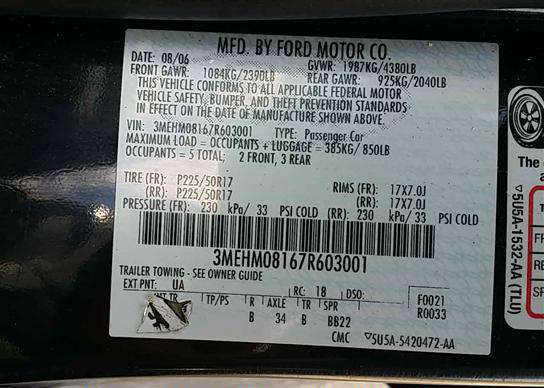 MFD. BY FORD MOTOR CO.
DATE: 08/06 GVWR: 1987KG/4380LB
FRONT GAWR: 1084KG/2390LB REAR GAWR: 925KG/2040LB
THIS VEHICLE CONFORMS TO ALL APPLICABLE FEDERAL MOTOR
VEHICLE SAFETY, BUMPER, AND THEFT PREVENTION STANDARDS
IN EFFECT ON THE DATE OF MANUFACTURE SHOWN ABOVE.
VIN: 3MEHM08167R603001 TYPE: Passenger Car
MAXIMUM LOAD = OCCUPANTS + LUGGAGE = 385KG/850LB
OCCUPANTS = 5 TOTAL; 2 FRONT, 3 REAR
TIRE (FR): P225/50R17 RIMS (FR): 17X7.0J
(RR): P225/50R17 (RR): 17X7.0J
PRESSURE (FR): 230 kPa/ 33 PSI COLD (RR): 230 kPa/ 33 PSI COLD
3MEHM08167R603001
TRAILER TOWING - SEE OWNER GUIDE
EXT PNT: UA RC: 18 DSO: F0021
INT TR TP/PS R AXLE TR SPR R0033
B 34 B BB22
CMC ▽5U5A-5420472-AA
The
▽5U5A-1532-AA (TLU)